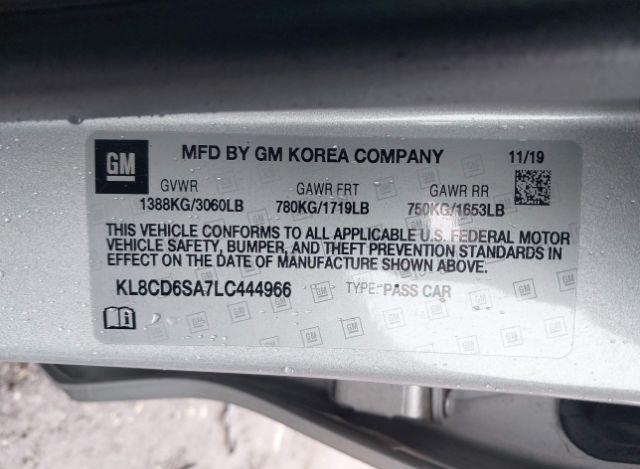 GM MFD BY GM KOREA COMPANY 11/19
GVWR GAWR FRT GAWR RR
1388KG/3060LB 780KG/1719LB 750KG/1653LB
THIS VEHICLE CONFORMS TO ALL APPLICABLE U.S. FEDERAL MOTOR
VEHICLE SAFETY, BUMPER, AND THEFT PREVENTION STANDARDS IN
EFFECT ON THE DATE OF MANUFACTURE SHOWN ABOVE.
KL8CD6SA7LC444966 TYPE:PASS CAR